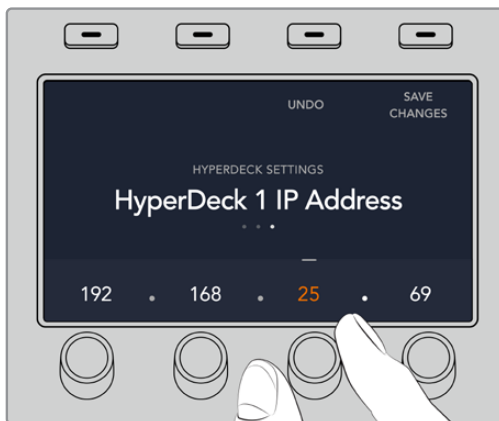 UNDO
SAVE
CHANGES
HYPERDECK SETTINGS
HyperDeck 1 IP Address
192 . 168 . 25 . 69